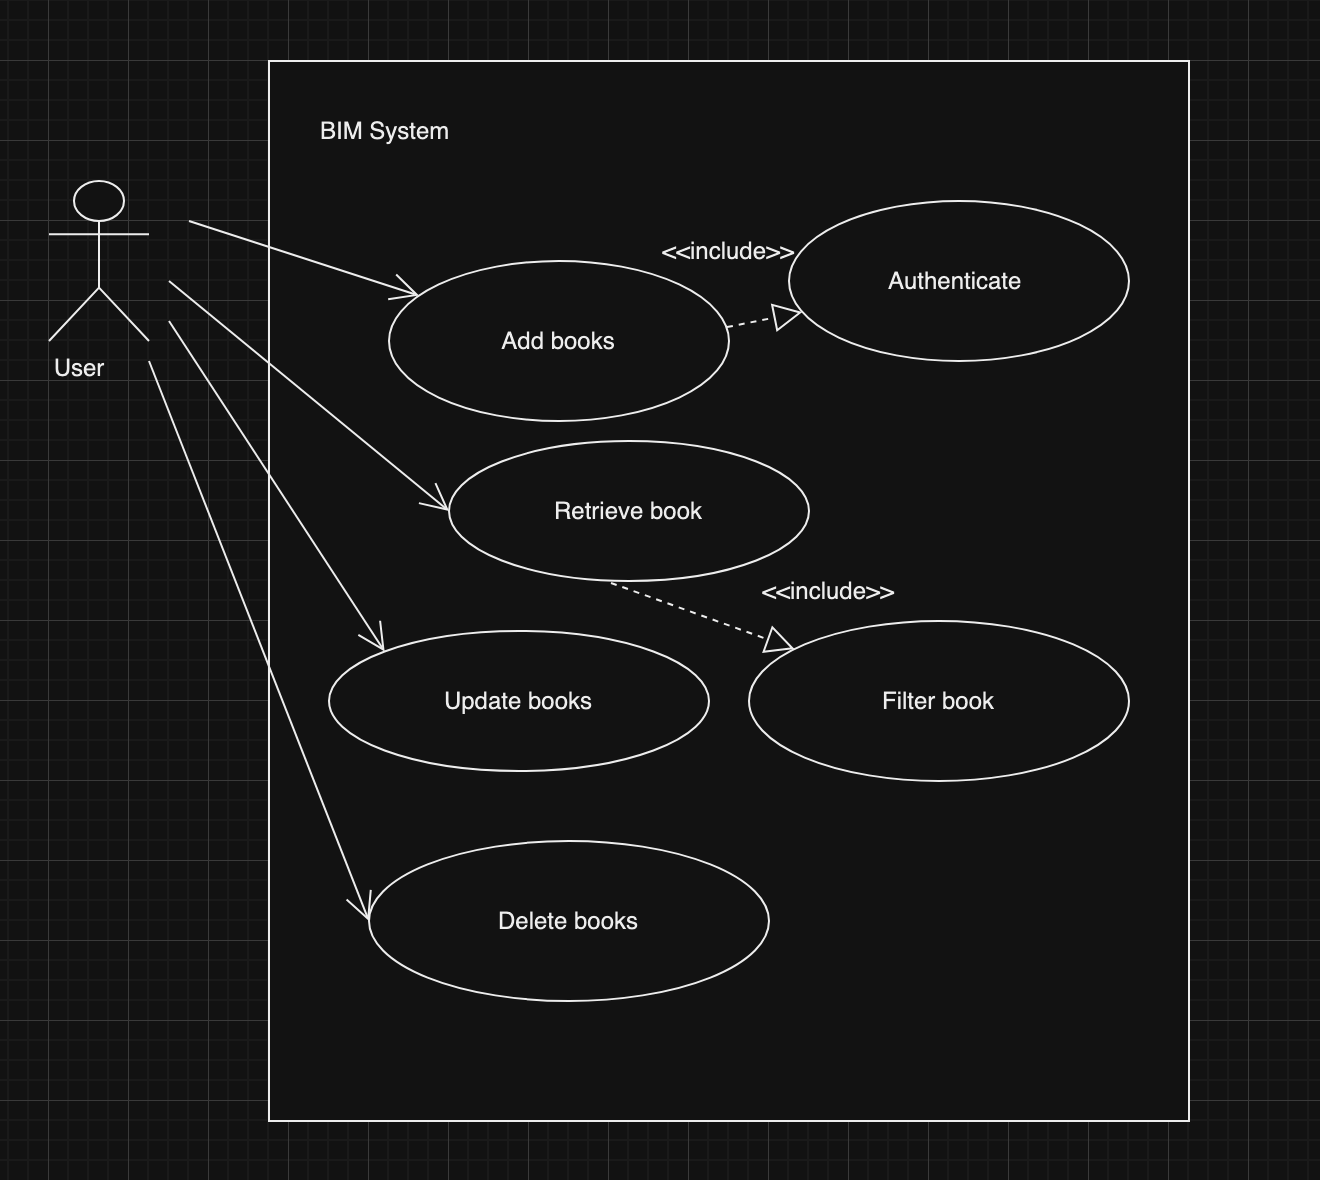 BIM System
<<include>>
Authenticate
Add books
User
Retrieve book
<<include>>
Update books
Filter book
Delete books